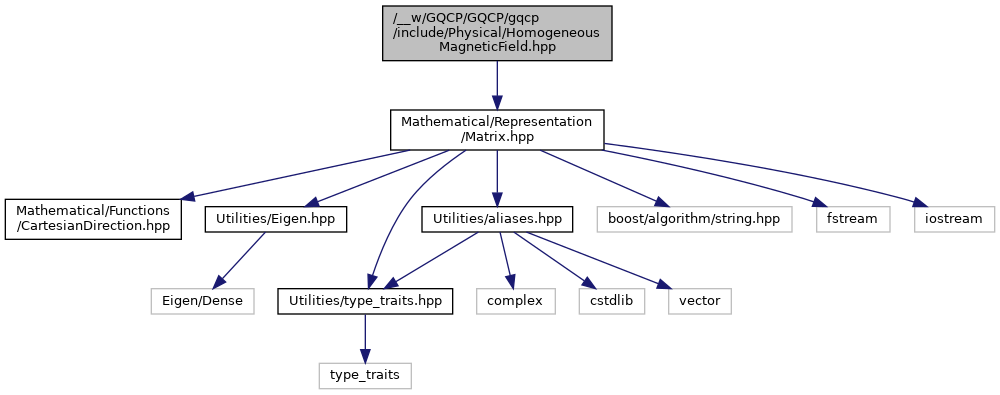 /__w/GQCP/GQCP/gqcp
/include/Physical/Homogeneous
MagneticField.hpp
Mathematical/Representation
/Matrix.hpp
Mathematical/Functions
/CartesianDirection.hpp
Utilities/Eigen.hpp
Utilities/aliases.hpp
boost/algorithm/string.hpp
fstream
iostream
Eigen/Dense
Utilities/type_traits.hpp
complex
cstdlib
vector
type_traits